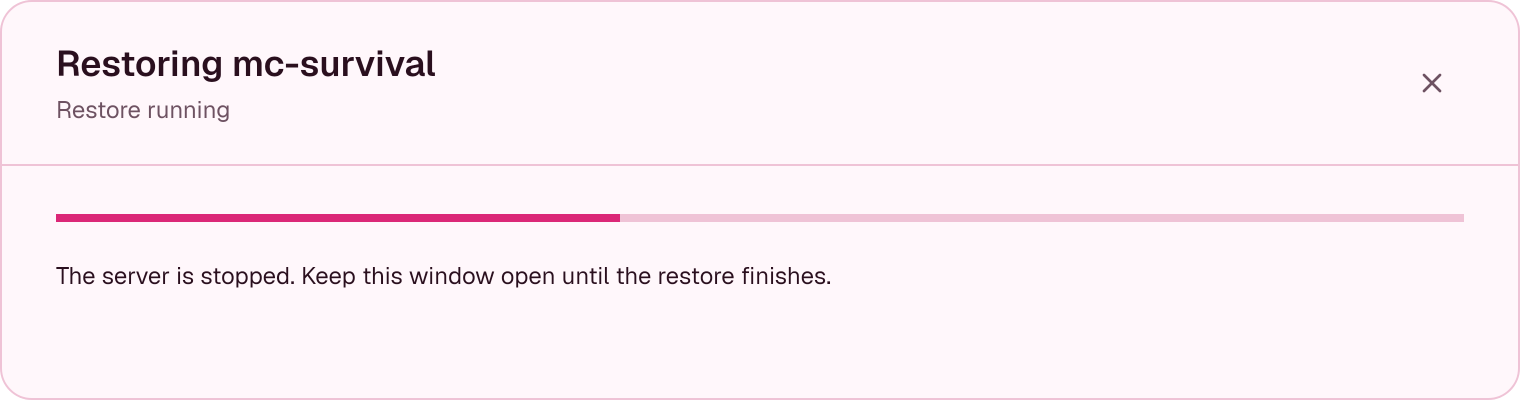 Restoring mc-survival
Restore running
The server is stopped. Keep this window open until the restore finishes.